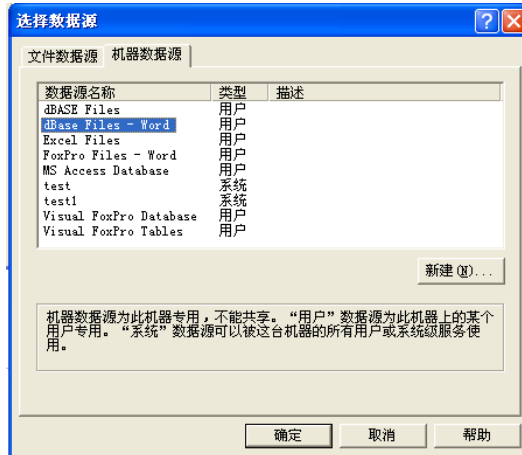 选择数据源
文件数据源 机器数据源
数据源名称 类型 描述
dBASE Files 用户
dBase Files - Word 用户
Excel Files 用户
FoxPro Files - Word 用户
MS Access Database 用户
test 系统
test1 系统
Visual FoxPro Database 用户
Visual FoxPro Tables 用户
新建(N)...
机器数据源为此机器专用，不能共享。“用户”数据源为此机器上的某个
用户专用。“系统”数据源可以被这台机器的所有用户或系统级服务使
用。
确定 取消 帮助